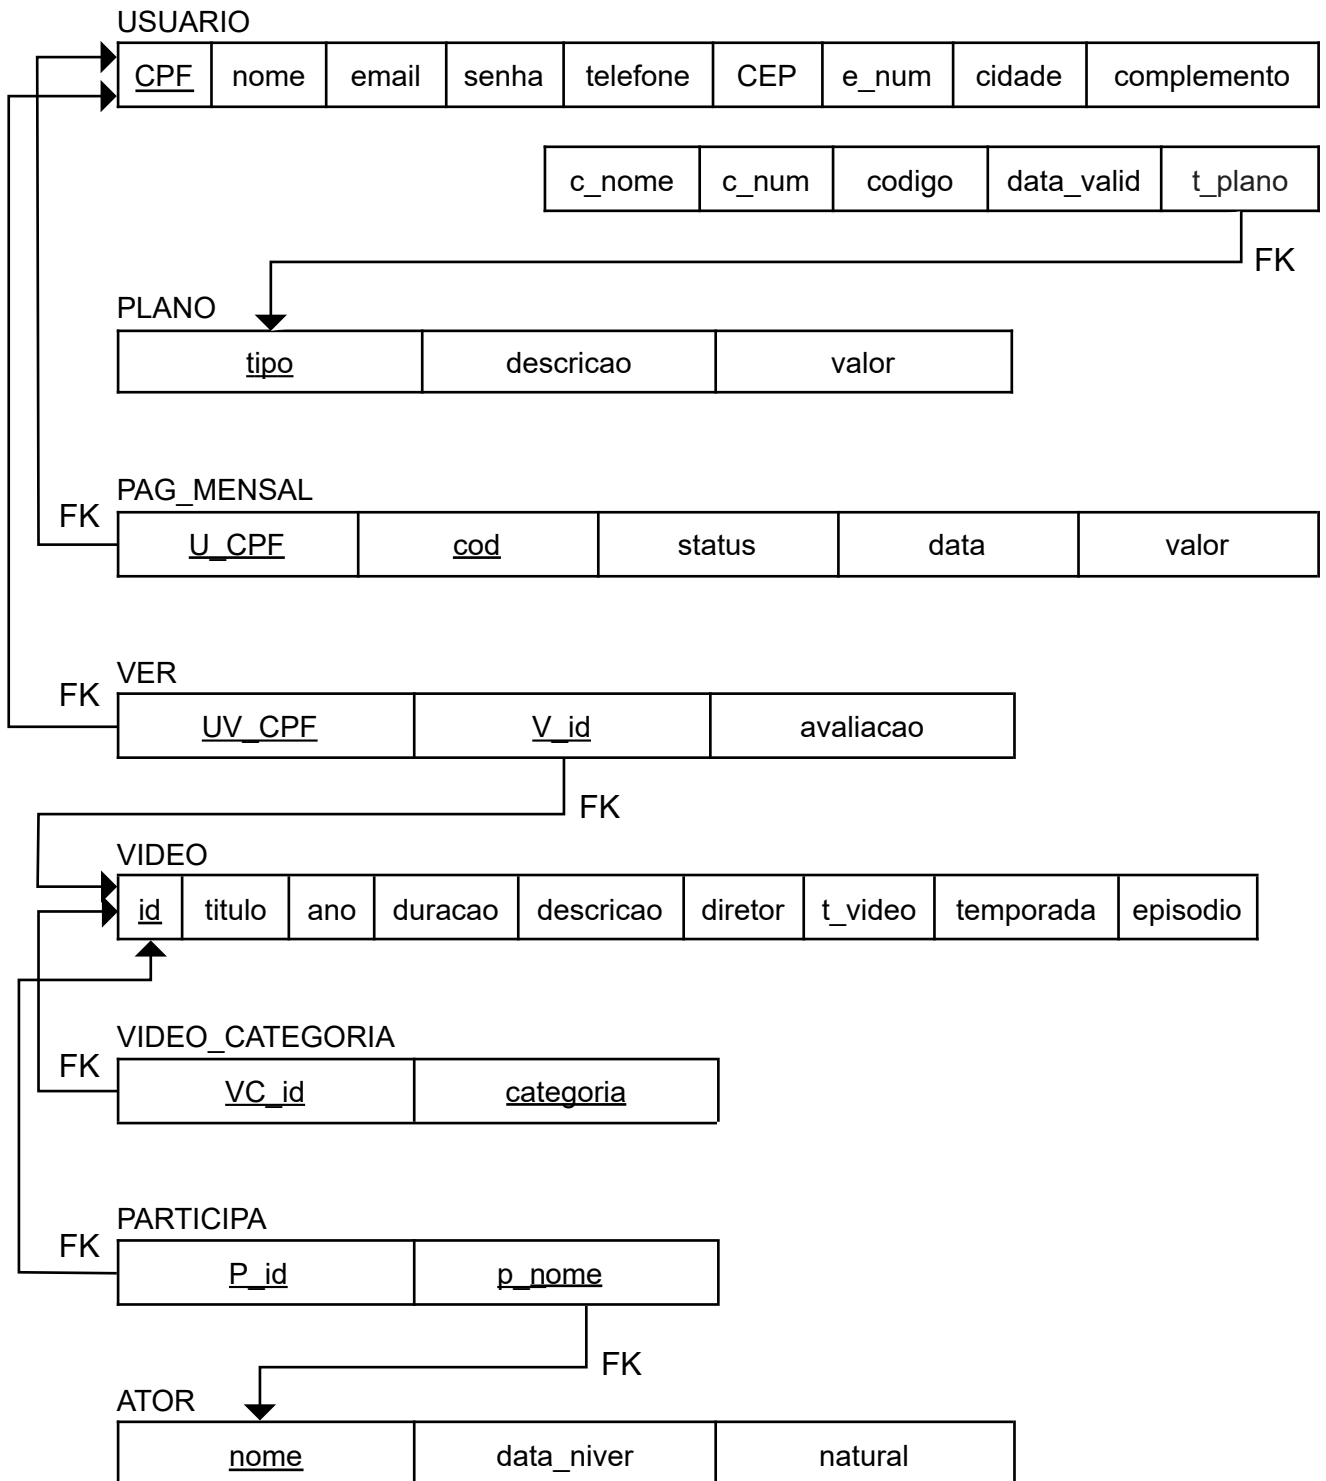 USUARIO
CPF nome email senha telefone CEP e_num cidade complemento
c_nome c_num codigo data_valid t_plano
FK
PLANO
tipo descricao valor
PAG_MENSAL
FK
U_CPF cod status data valor
VER
FK
UV_CPF V_id avaliacao
FK
VIDEO
id titulo ano duracao descricao diretor t_video temporada episodio
VIDEO_CATEGORIA
FK
VC_id categoria
PARTICIPA
FK
P_id p_nome
FK
ATOR
nome data_niver natural